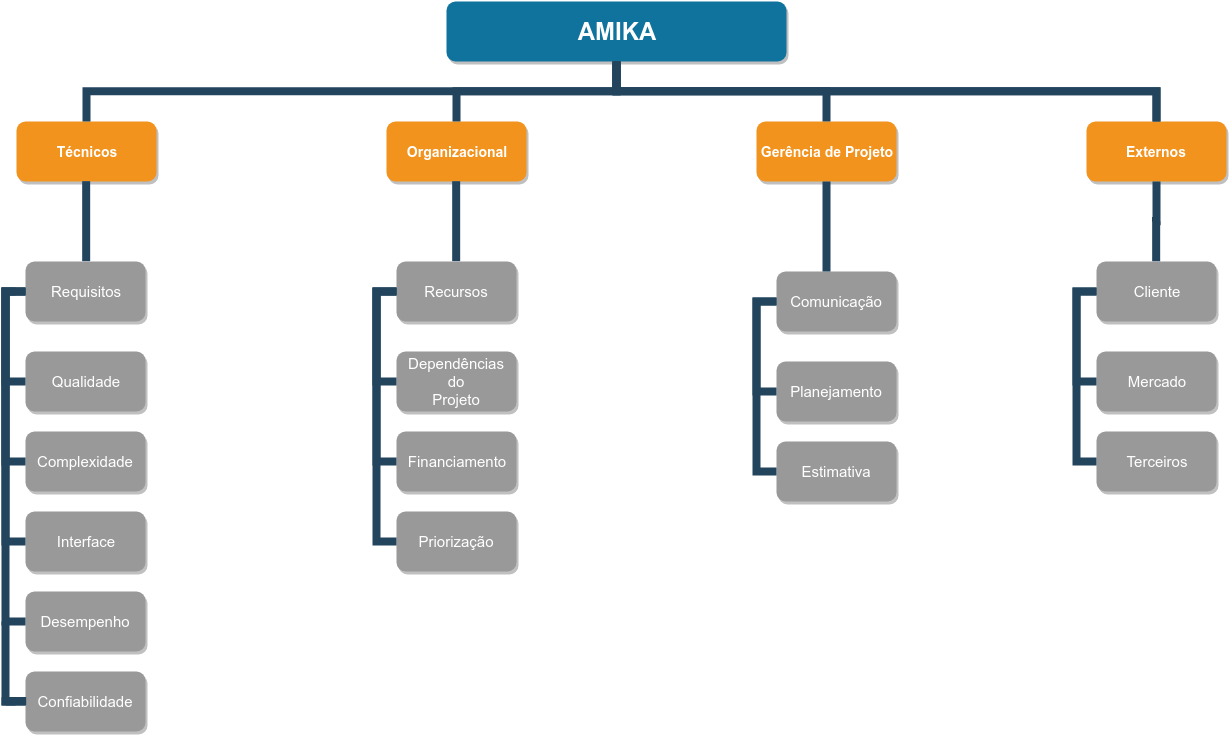 AMIKA
Técnicos
Organizacional
Gerência de Projeto
Externos
Requisitos
Qualidade
Complexidade
Interface
Desempenho
Confiabilidade
Recursos
Dependências
do
Projeto
Financiamento
Priorização
Comunicação
Planejamento
Estimativa
Cliente
Mercado
Terceiros